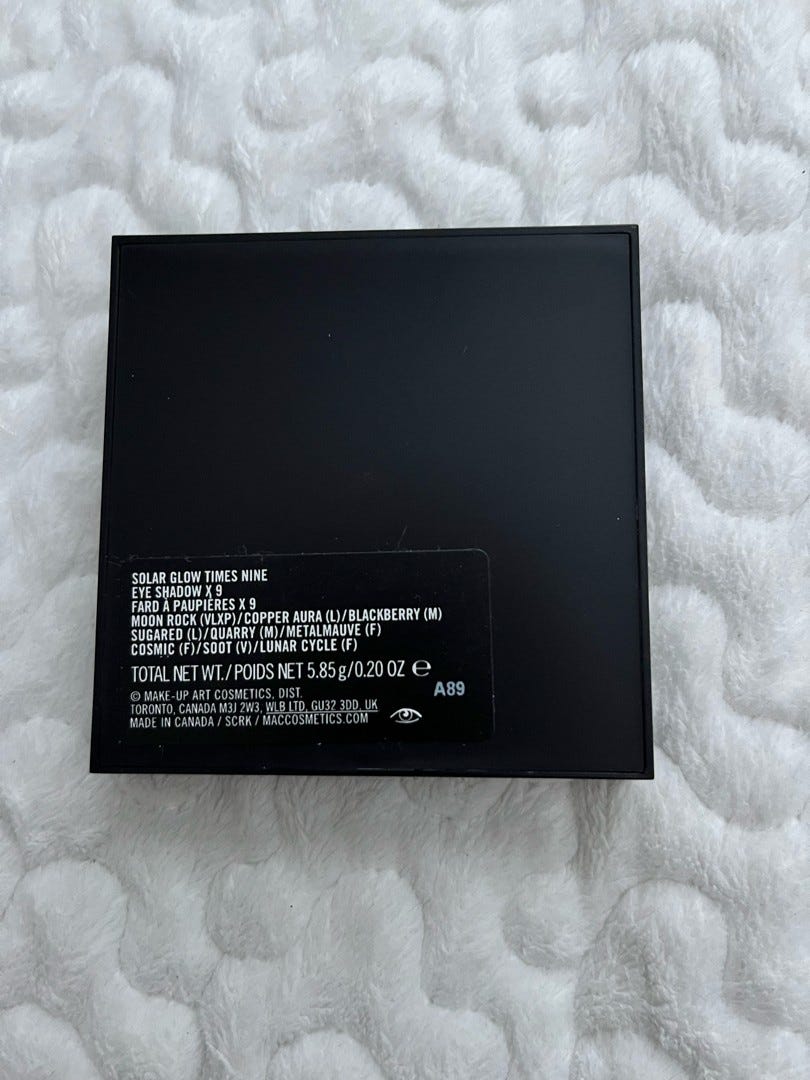 SOLAR GLOW TIMES NINE
EYE SHADOW X 9
FARD À PAUPIÈRES X 9
MOON ROCK (VLXP)/COPPER AURA (L)/BLACKBERRY (M)
SUGARED (L)/QUARRY (M)/METALMAUVE (F)
COSMIC (F)/SOOT (V)/LUNAR CYCLE (F)
TOTAL NET WT./POIDS NET 5.85 g/0.20 OZ ℮
A89
© MAKE-UP ART COSMETICS, DIST.
TORONTO, CANADA M3J 2W3, WLB LTD, GU32 3DD, UK
MADE IN CANADA / SCRK / MACCOSMETICS.COM